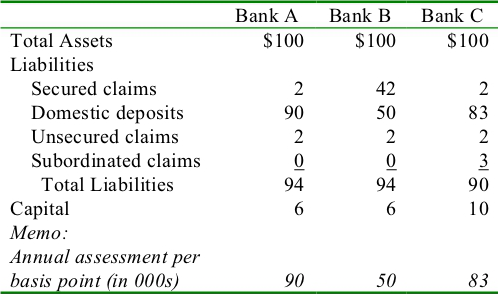 Bank A Bank B Bank C
Total Assets $100 $100 $100
Liabilities
Secured claims 2 42 2
Domestic deposits 90 50 83
Unsecured claims 2 2 2
Subordinated claims 0 0 3
Total Liabilities 94 94 90
Capital 6 6 10
Memo:
Annual assessment per
basis point (in 000s) 90 50 83